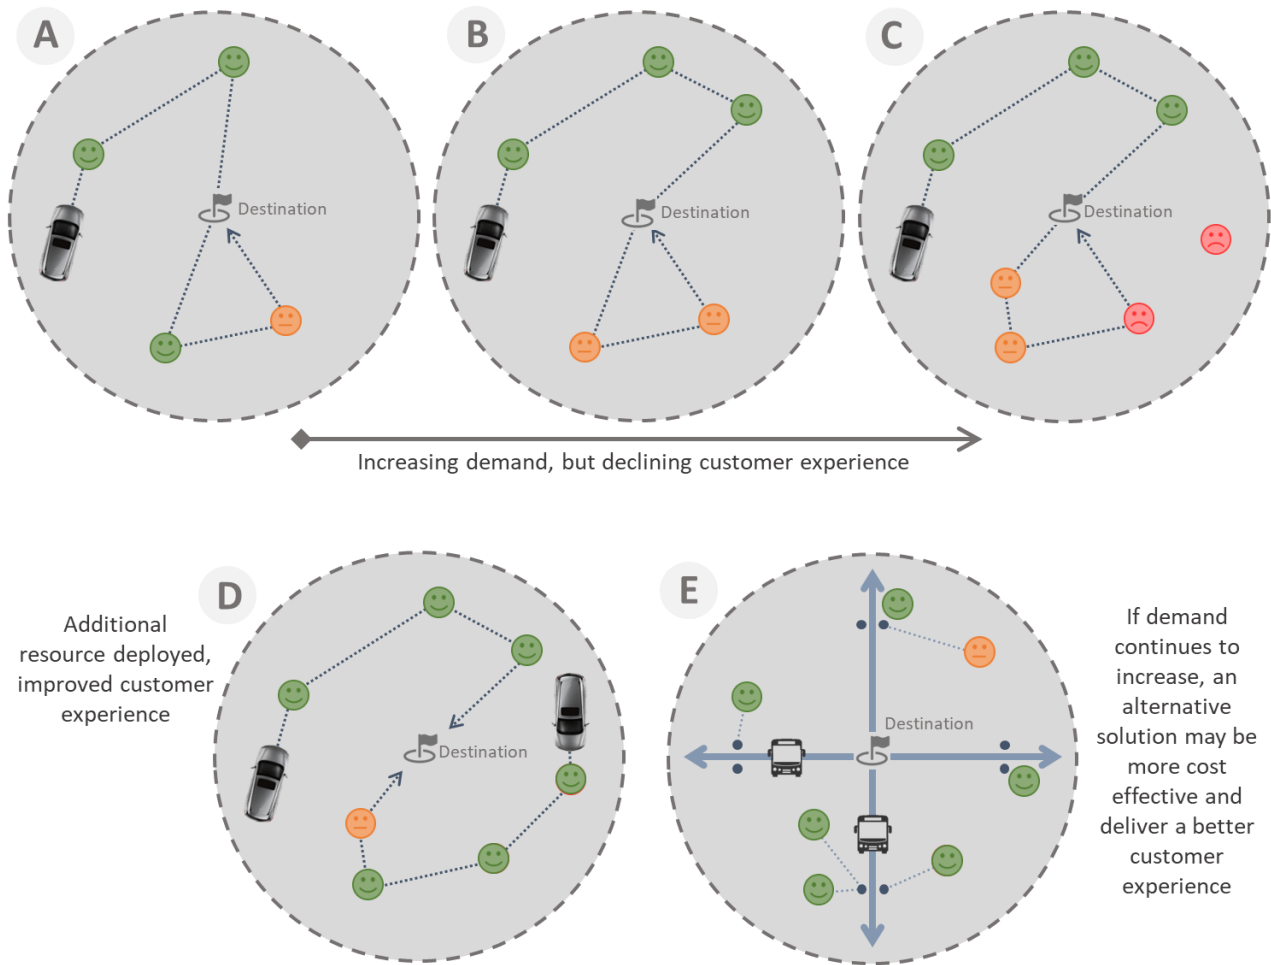 A
B
C
Destination
Destination
Destination
Increasing demand, but declining customer experience
D
E
Additional
resource deployed,
improved customer
experience
Destination
Destination
If demand
continues to
increase, an
alternative
solution may be
more cost
effective and
deliver a better
customer
experience